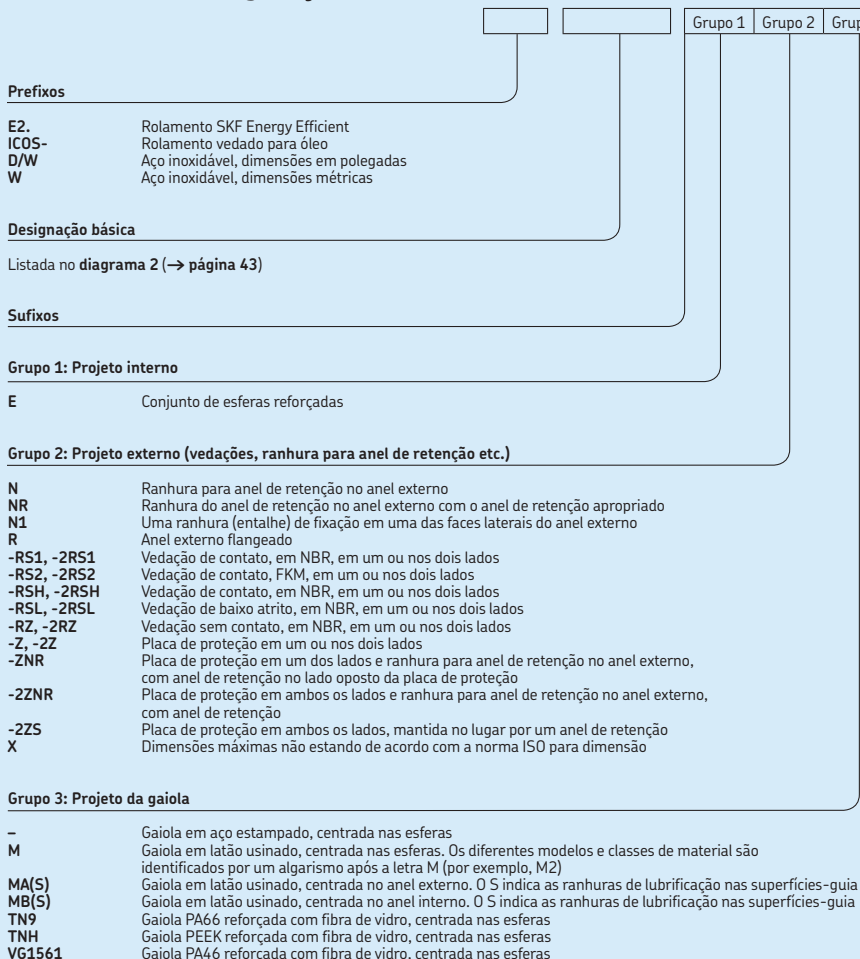 Grupo 1 Grupo 2
Prefixos
E2. Rolamento SKF Energy Efficient
ICOS- Rolamento vedado para óleo
D/W Aço inoxidável, dimensões em polegadas
W Aço inoxidável, dimensões métricas
Designação básica
Listada no diagrama 2 (→ página 43)
Sufixos
Grupo 1: Projeto interno
E Conjunto de esferas reforçadas
Grupo 2: Projeto externo (vedações, ranhura para anel de retenção etc.)
N Ranhura para anel de retenção no anel externo
NR Ranhura do anel de retenção no anel externo com o anel de retenção apropriado
N1 Uma ranhura (entalhe) de fixação em uma das faces laterais do anel externo
R Anel externo flangeado
-RS1, -2RS1 Vedação de contato, em NBR, em um ou nos dois lados
-RS2, -2RS2 Vedação de contato, FKM, em um ou nos dois lados
-RSH, -2RSH Vedação de contato, em NBR, em um ou nos dois lados
-RSL, -2RSL Vedação de baixo atrito, em NBR, em um ou nos dois lados
-RZ, -2RZ Vedação sem contato, em NBR, em um ou nos dois lados
-Z, -2Z Placa de proteção em um ou nos dois lados
-ZNR Placa de proteção em um dos lados e ranhura para anel de retenção no anel externo,
com anel de retenção no lado oposto da placa de proteção
-2ZNR Placa de proteção em ambos os lados e ranhura para anel de retenção no anel externo,
com anel de retenção
-2ZS Placa de proteção em ambos os lados, mantida no lugar por um anel de retenção
X Dimensões máximas não estando de acordo com a norma ISO para dimensão
Grupo 3: Projeto da gaiola
– Gaiola em aço estampado, centrada nas esferas
M Gaiola em latão usinado, centrada nas esferas. Os diferentes modelos e classes de material são
identificados por um algarismo após a letra M (por exemplo, M2)
MA(S) Gaiola em latão usinado, centrada no anel externo. O S indica as ranhuras de lubrificação nas superfícies-guia
MB(S) Gaiola em latão usinado, centrada no anel interno. O S indica as ranhuras de lubrificação nas superfícies-guia
TN9 Gaiola PA66 reforçada com fibra de vidro, centrada nas esferas
TNH Gaiola PEEK reforçada com fibra de vidro, centrada nas esferas
VG1561 Gaiola PA46 reforçada com fibra de vidro, centrada nas esferas